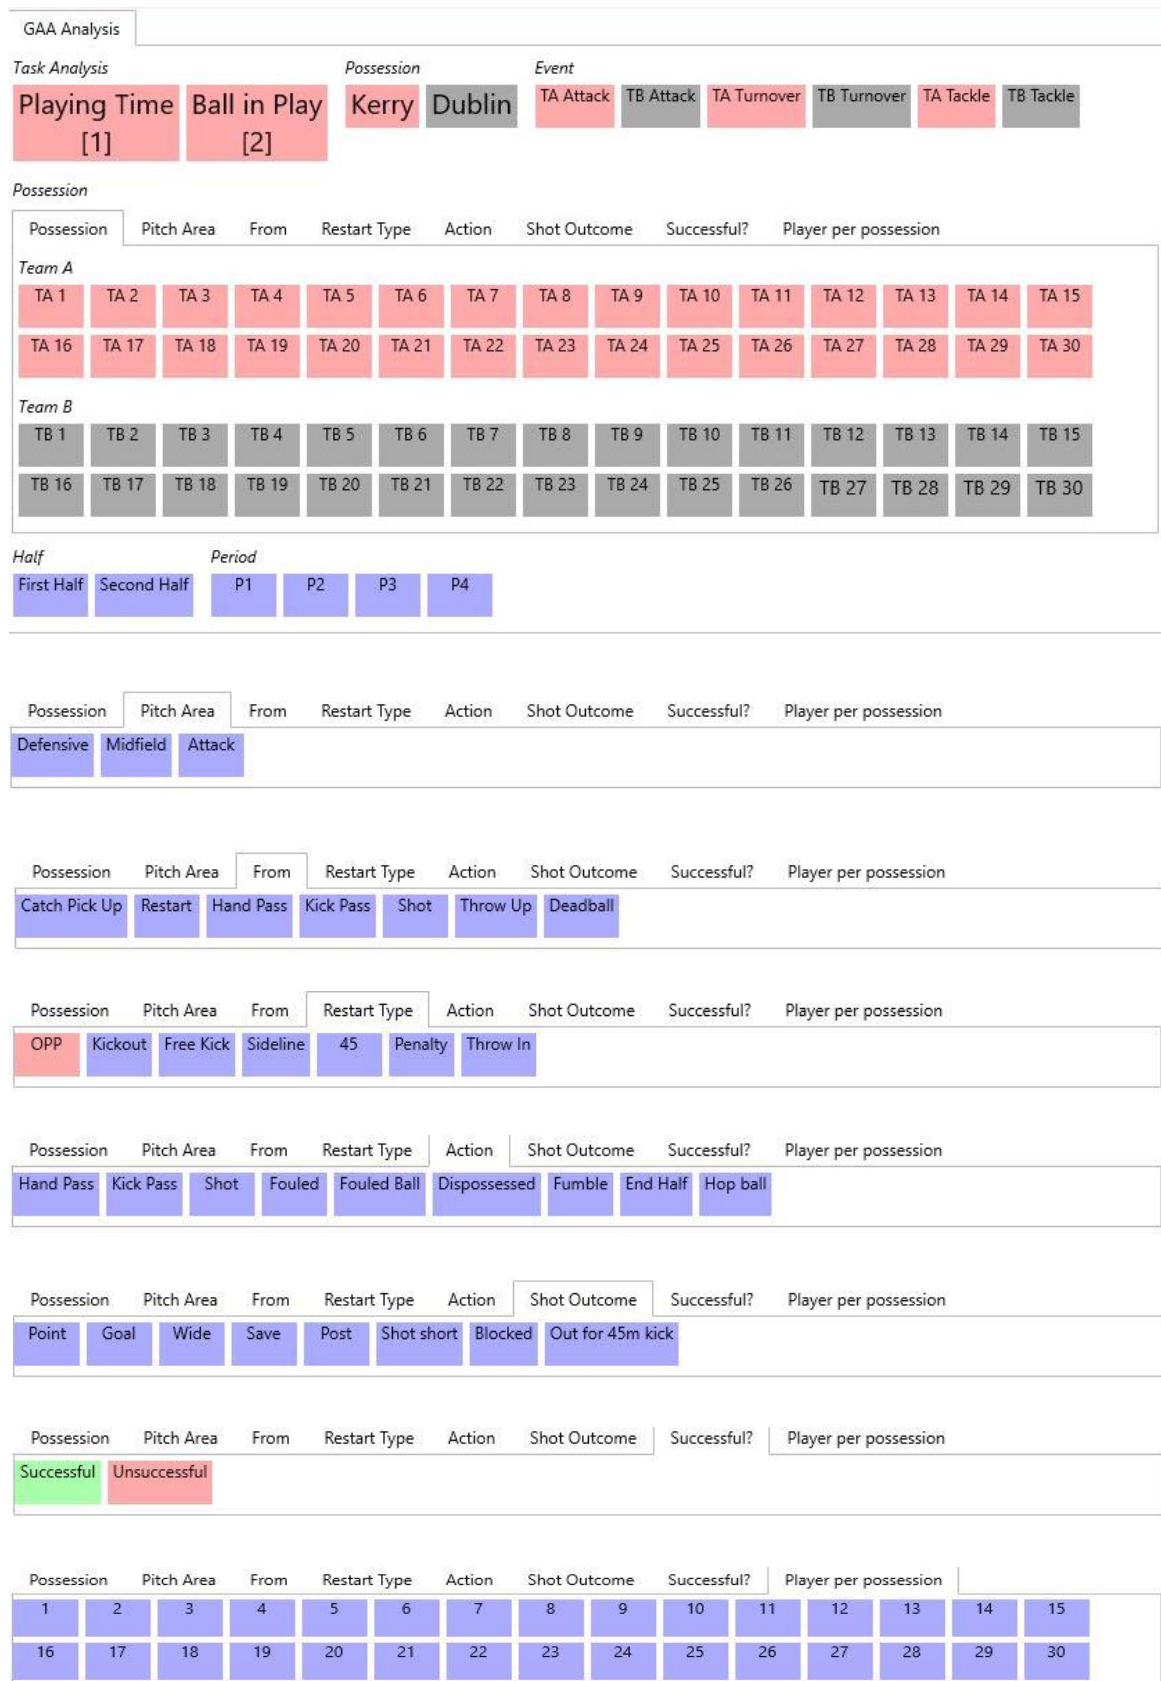 GAA Analysis
Task Analysis Possession Event
Playing Time [1] Ball in Play [2] Kerry Dublin TA Attack TB Attack TA Turnover TB Turnover TA Tackle TB Tackle
Possession
Possession Pitch Area From Restart Type Action Shot Outcome Successful? Player per possession
Team A
TA 1 TA 2 TA 3 TA 4 TA 5 TA 6 TA 7 TA 8 TA 9 TA 10 TA 11 TA 12 TA 13 TA 14 TA 15
TA 16 TA 17 TA 18 TA 19 TA 20 TA 21 TA 22 TA 23 TA 24 TA 25 TA 26 TA 27 TA 28 TA 29 TA 30
Team B
TB 1 TB 2 TB 3 TB 4 TB 5 TB 6 TB 7 TB 8 TB 9 TB 10 TB 11 TB 12 TB 13 TB 14 TB 15
TB 16 TB 17 TB 18 TB 19 TB 20 TB 21 TB 22 TB 23 TB 24 TB 25 TB 26 TB 27 TB 28 TB 29 TB 30
Half Period
First Half Second Half P1 P2 P3 P4
Possession Pitch Area From Restart Type Action Shot Outcome Successful? Player per possession
Defensive Midfield Attack
Possession Pitch Area From Restart Type Action Shot Outcome Successful? Player per possession
Catch Pick Up Restart Hand Pass Kick Pass Shot Throw Up Deadball
Possession Pitch Area From Restart Type Action Shot Outcome Successful? Player per possession
OPP Kickout Free Kick Sideline 45 Penalty Throw In
Possession Pitch Area From Restart Type Action Shot Outcome Successful? Player per possession
Hand Pass Kick Pass Shot Fouled Fouled Ball Dispossessed Fumble End Half Hop ball
Possession Pitch Area From Restart Type Action Shot Outcome Successful? Player per possession
Point Goal Wide Save Post Shot short Blocked Out for 45m kick
Possession Pitch Area From Restart Type Action Shot Outcome Successful? Player per possession
Successful Unsuccessful
Possession Pitch Area From Restart Type Action Shot Outcome Successful? Player per possession
1 2 3 4 5 6 7 8 9 10 11 12 13 14 15
16 17 18 19 20 21 22 23 24 25 26 27 28 29 30